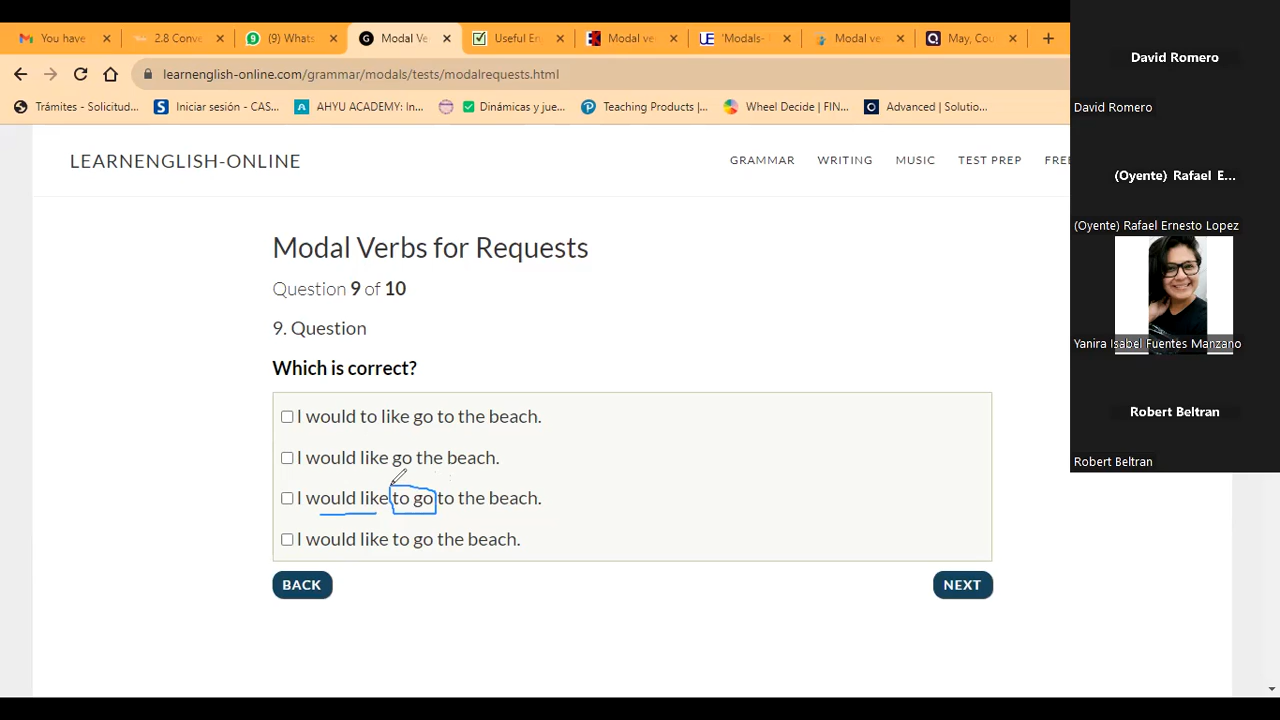 You have
2.8 Conve
(9) Whats
Modal Ve
Useful En
Modal ve
'Modals-
Modal ve
May, Cou
learnenglish-online.com/grammar/modals/tests/modalrequests.html
Trámites - Solicitud...
Iniciar sesión - CAS...
AHYU ACADEMY: In...
Dinámicas y jue...
Teaching Products |...
Wheel Decide | FIN...
Advanced | Solutio...
LEARNENGLISH-ONLINE
GRAMMAR
WRITING
MUSIC
TEST PREP
FREE
Modal Verbs for Requests
Question 9 of 10
9. Question
Which is correct?
I would to like go to the beach.
I would like go the beach.
I would like to go to the beach.
I would like to go the beach.
BACK
NEXT
David Romero
David Romero
(Oyente) Rafael E...
(Oyente) Rafael Ernesto Lopez
Yanira Isabel Fuentes Manzano
Robert Beltran
Robert Beltran